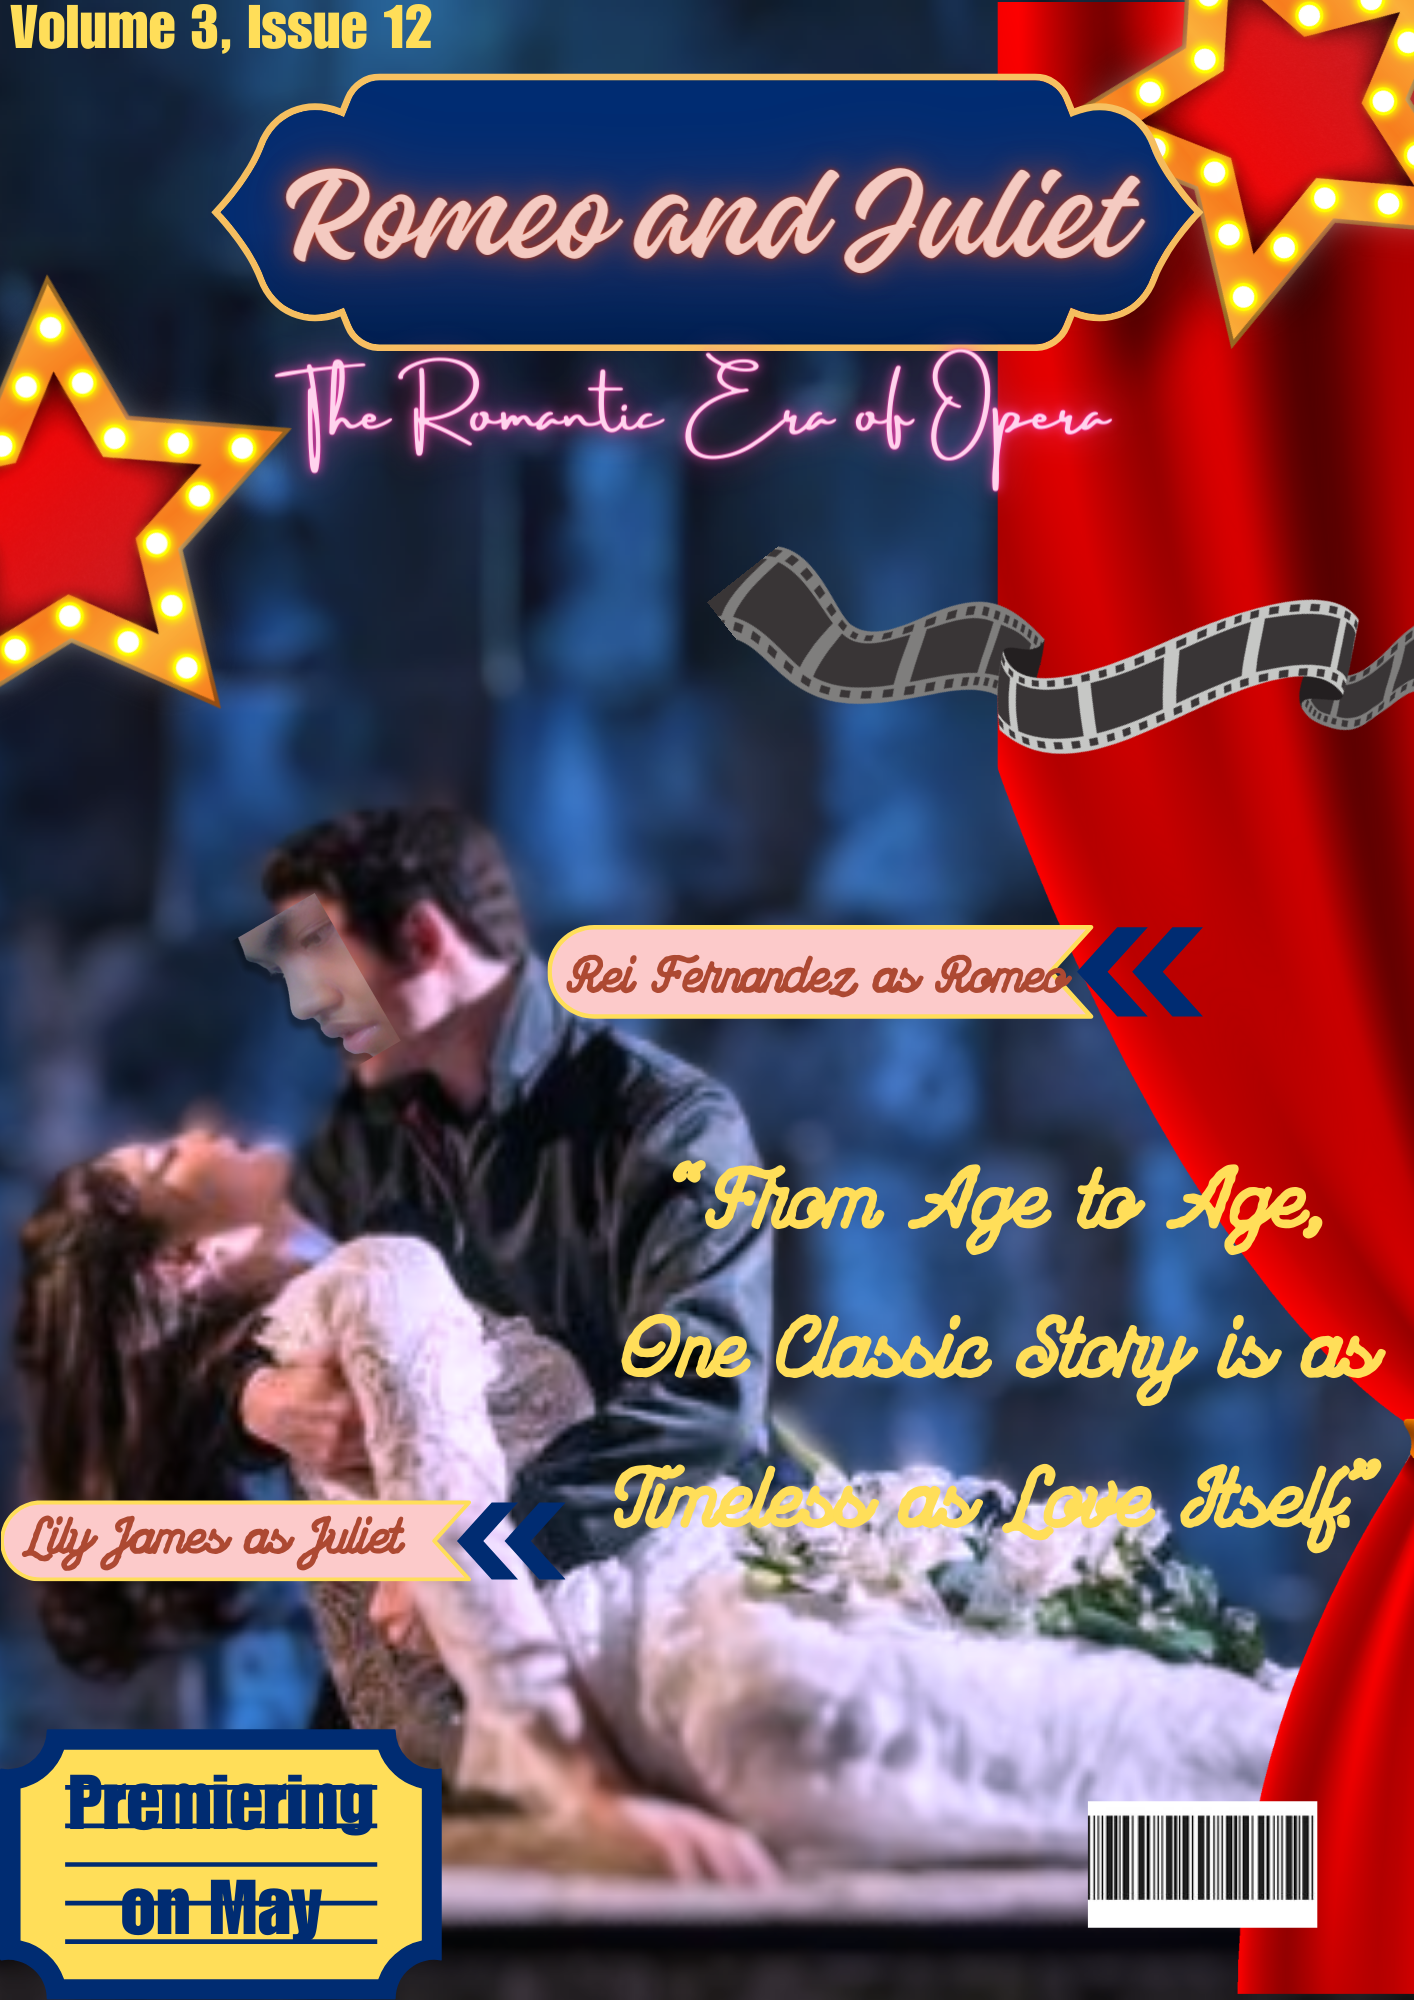 Volume 3, Issue 12
Romeo and Juliet
The Romantic Era of Opera
Rei Fernandez as Romeo
“From Age to Age,
One Classic Story is as
Timeless as Love Itself.”
Lily James as Juliet
Premiering
on May